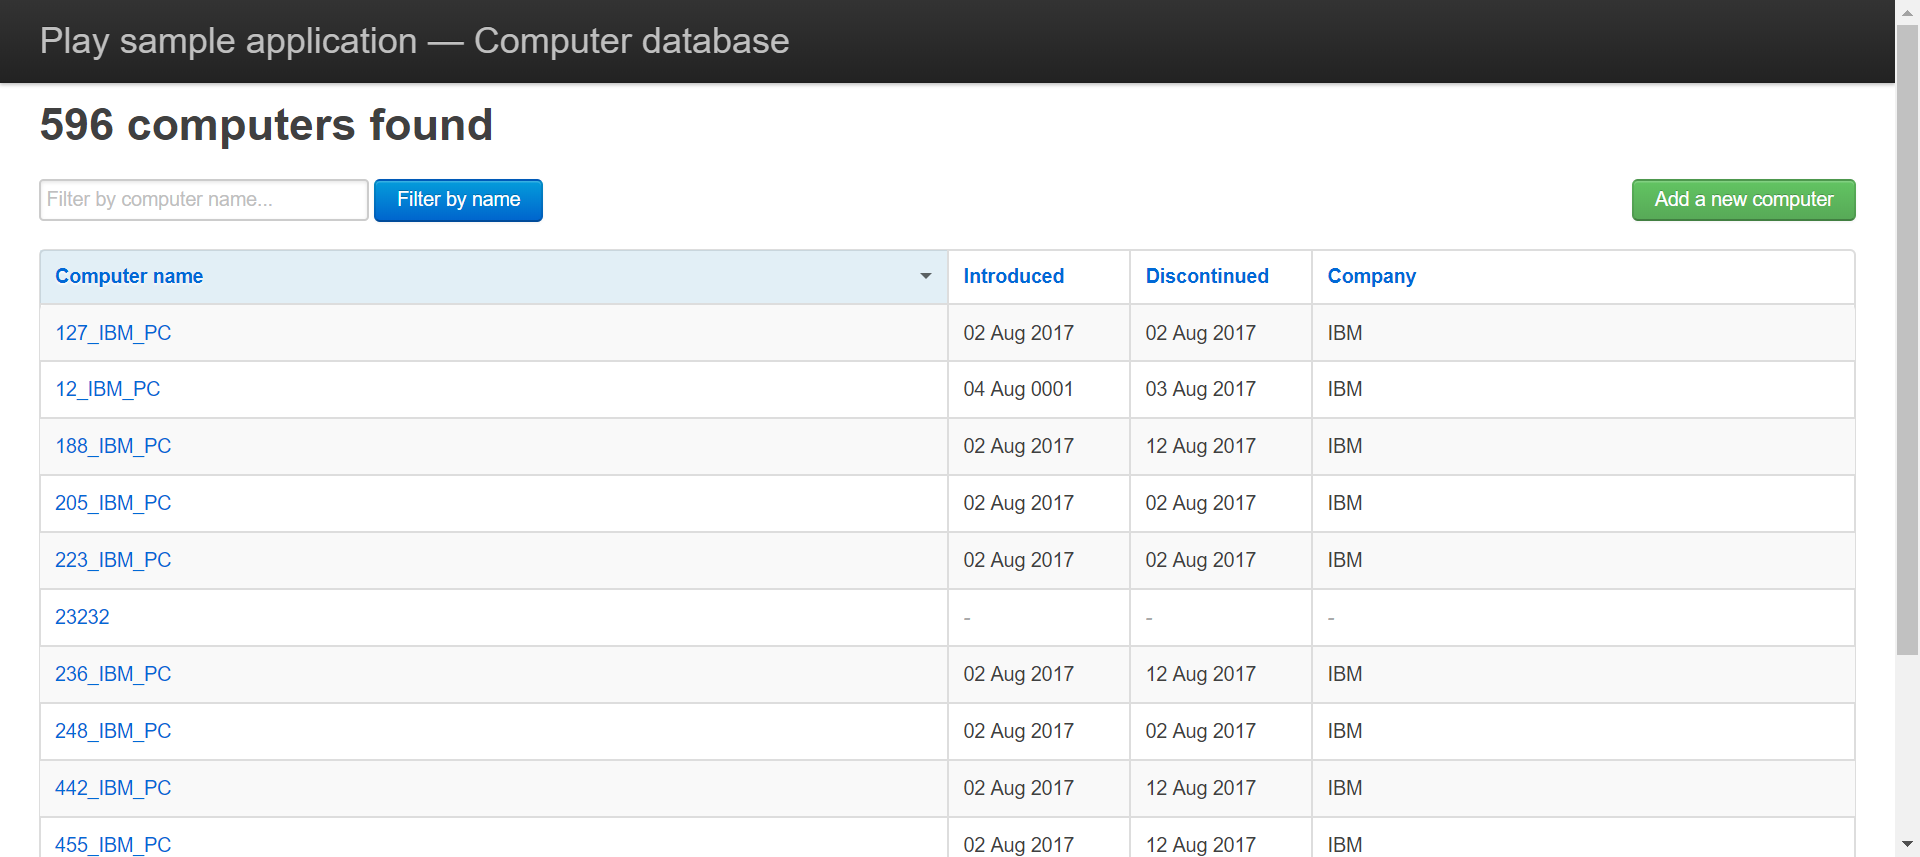 Play sample application — Computer database
596 computers found
Filter by computer name... Filter by name Add a new computer
Computer name Introduced Discontinued Company
127_IBM_PC 02 Aug 2017 02 Aug 2017 IBM
12_IBM_PC 04 Aug 0001 03 Aug 2017 IBM
188_IBM_PC 02 Aug 2017 12 Aug 2017 IBM
205_IBM_PC 02 Aug 2017 02 Aug 2017 IBM
223_IBM_PC 02 Aug 2017 02 Aug 2017 IBM
23232 - - -
236_IBM_PC 02 Aug 2017 12 Aug 2017 IBM
248_IBM_PC 02 Aug 2017 02 Aug 2017 IBM
442_IBM_PC 02 Aug 2017 12 Aug 2017 IBM
455_IBM_PC 02 Aug 2017 12 Aug 2017 IBM